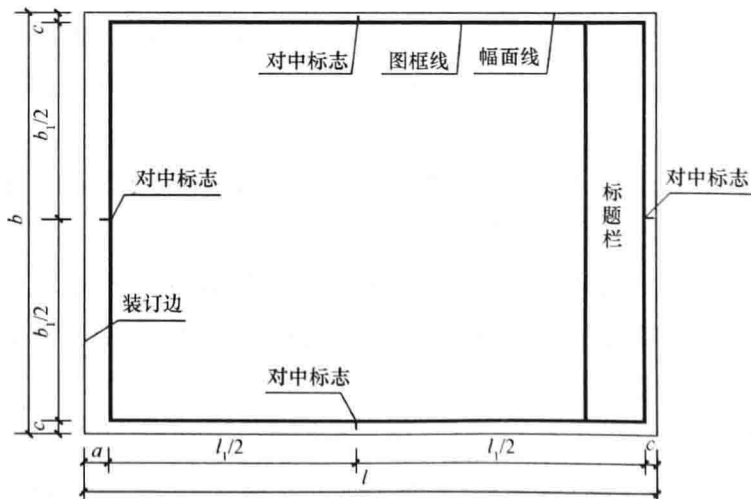 c
对中标志
图框线
幅面线
b₁/2
对中标志
标题栏
对中标志
b
装订边
b₁/2
对中标志
c
a
l₁/2
l₁/2
c
l